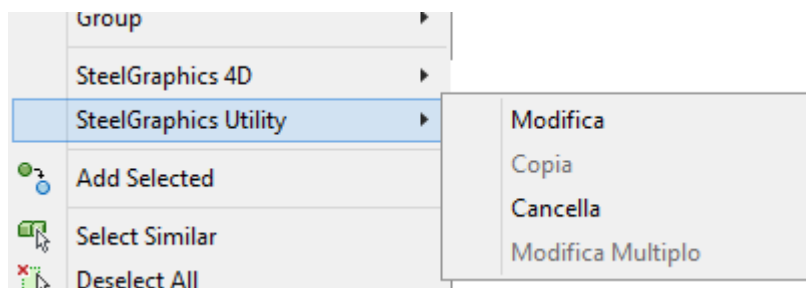 Group
SteelGraphics 4D
SteelGraphics Utility
Modifica
Copia
Cancella
Modifica Multiplo
Add Selected
Select Similar
Deselect All